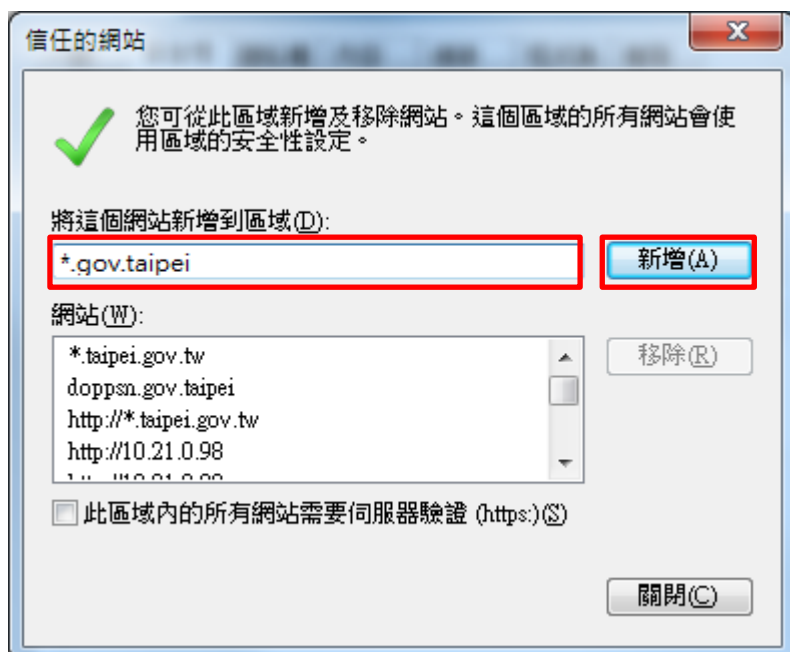 信任的網站
您可從此區域新增及移除網站。這個區域的所有網站會使
用區域的安全性設定。
將這個網站新增到區域(D):
*.gov.taipei
新增(A)
網站(W):
*.taipei.gov.tw
移除(R)
doppsn.gov.taipei
http://*.taipei.gov.tw
http://10.21.0.98
此區域內的所有網站需要伺服器驗證 (https:)(S)
關閉(C)